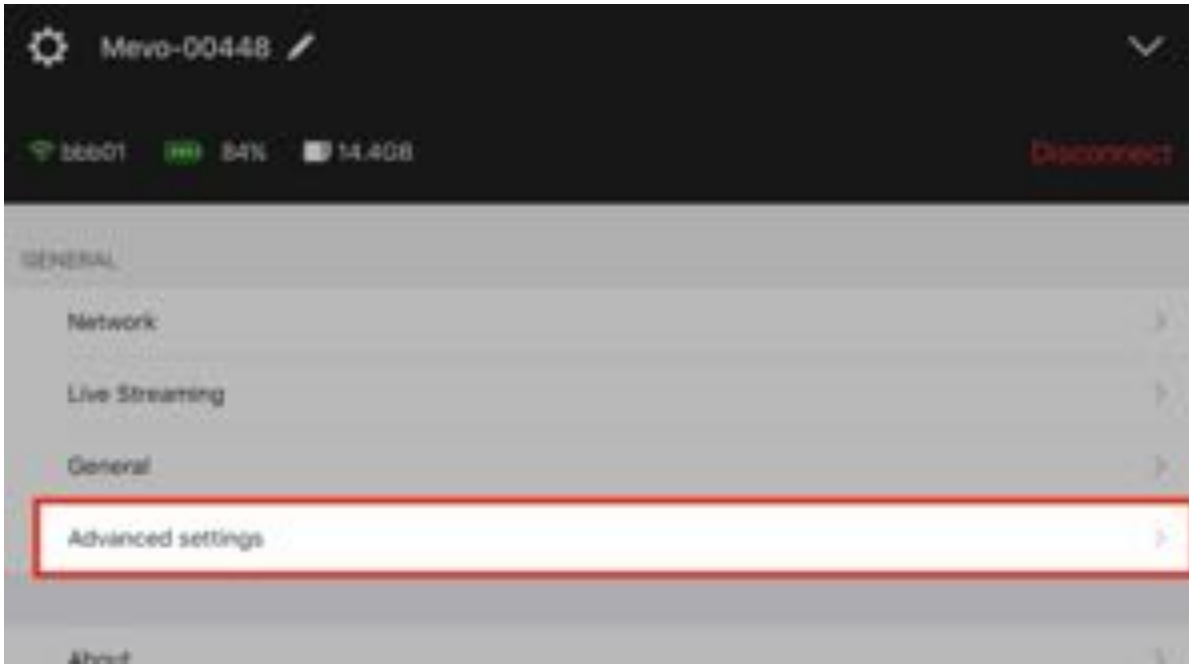 Mevo-00448
bbb01 84% 14.4GB
Disconnect
GENERAL
Network
Live Streaming
General
Advanced settings
About